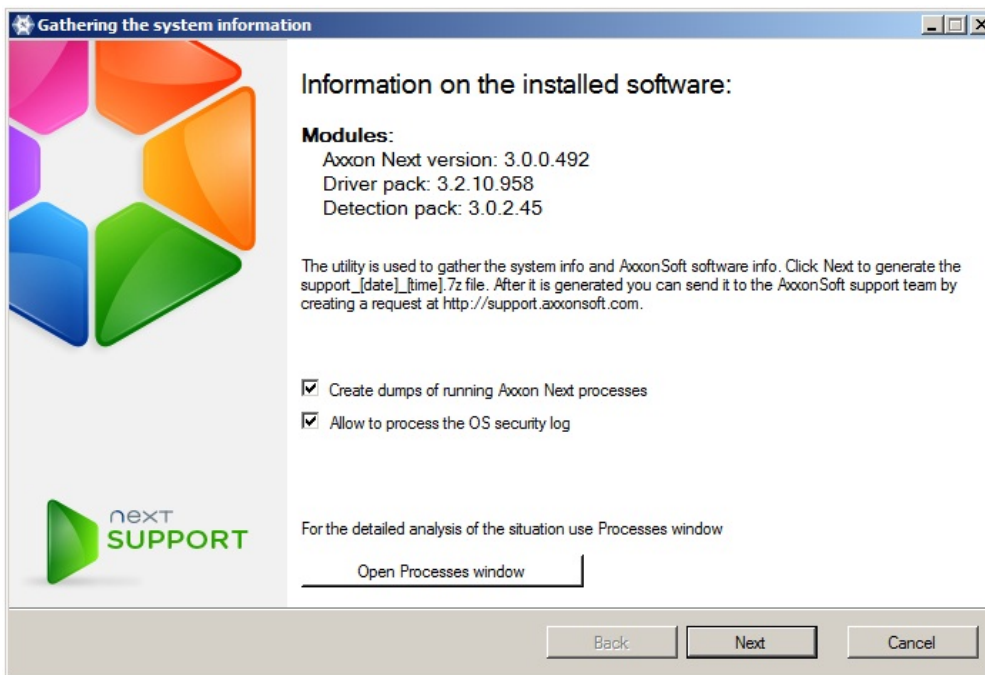 Gathering the system information
Information on the installed software:
Modules:
Axxon Next version: 3.0.0.492
Driver pack: 3.2.10.958
Detection pack: 3.0.2.45
The utility is used to gather the system info and AxxonSoft software info. Click Next to generate the
support_[date]_[time].7z file. After it is generated you can send it to the AxxonSoft support team by
creating a request at http://support.axxonsoft.com.
Create dumps of running Axxon Next processes
Allow to process the OS security log
next
SUPPORT
For the detailed analysis of the situation use Processes window
Open Processes window
Back
Next
Cancel